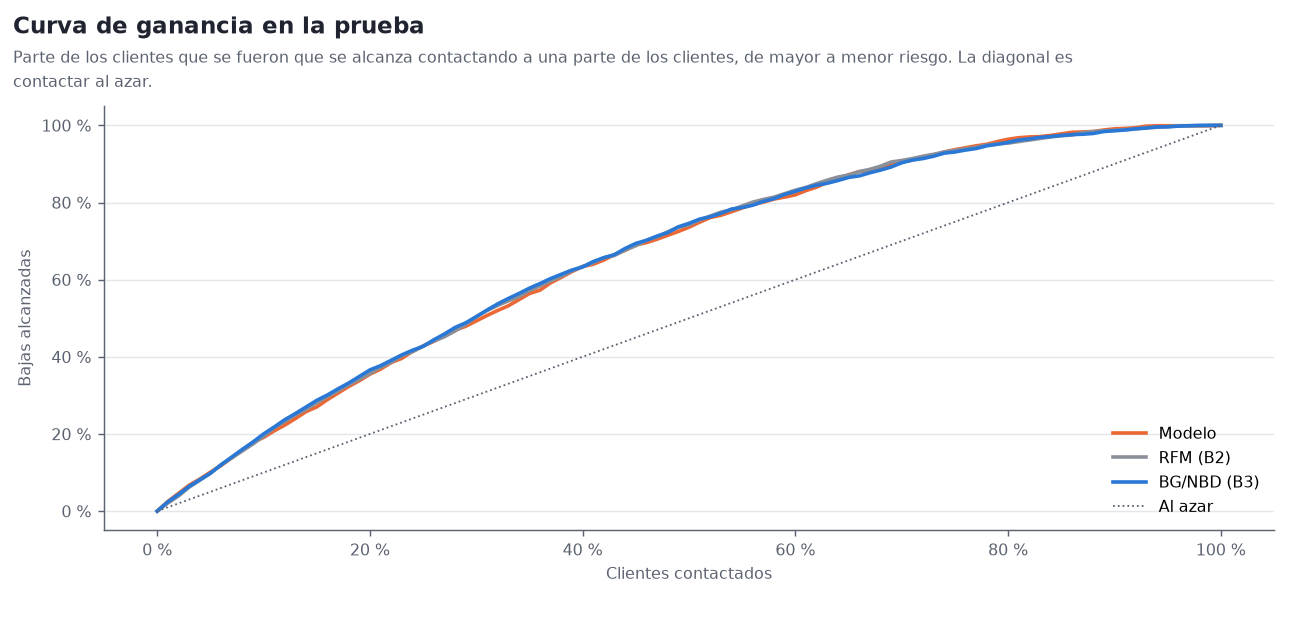 Curva de ganancia en la prueba
Parte de los clientes que se fueron que se alcanza contactando a una parte de los clientes, de mayor a menor riesgo. La diagonal es
contactar al azar.
100 %
80 %
60 %
40 %
20 %
0 %
Bajas alcanzadas
Modelo
RFM (B2)
BG/NBD (B3)
Al azar
0 %
20 %
40 %
60 %
80 %
100 %
Clientes contactados